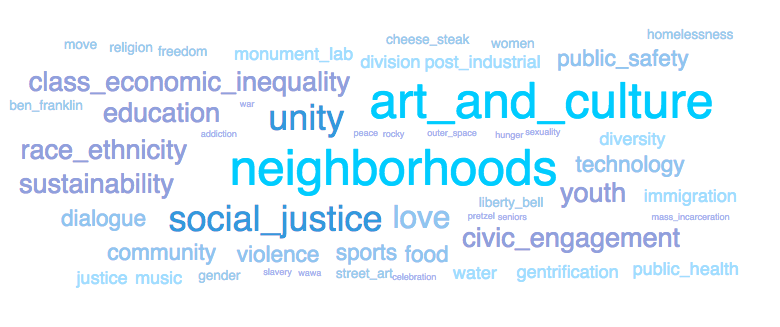 homelessness
move religion freedom monument_lab cheese_steak women
division post_industrial public_safety
class_economic_inequality
art_and_culture
ben_franklin education war unity
addiction peace rocky outer_space hunger sexuality diversity
race_ethnicity neighborhoods technology
sustainability youth immigration
liberty_bell
dialogue social_justice love pretzel seniors mass_incarceration
civic_engagement
community violence sports food
justice music gender slavery wawa street_art celebration water gentrification public_health